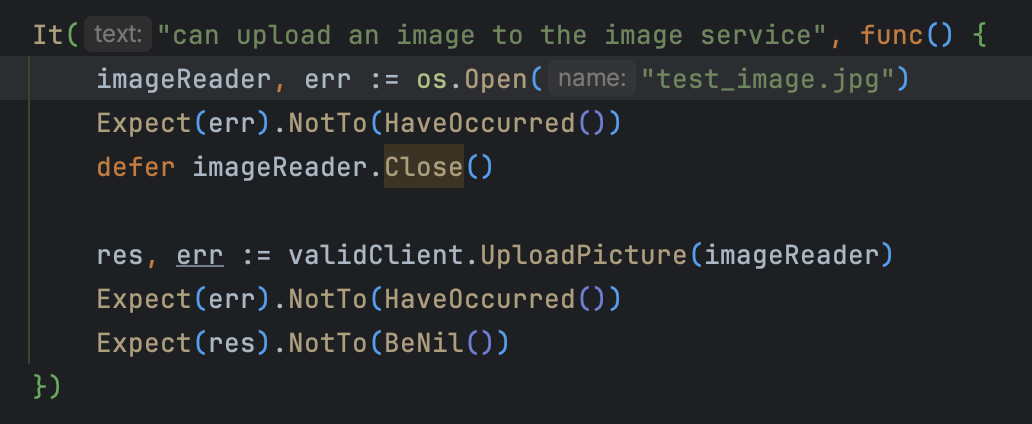 It( text: "can upload an image to the image service", func() {
    imageReader, err := os.Open( name: "test_image.jpg")
    Expect(err).NotTo(HaveOccurred())
    defer imageReader.Close()

    res, err := validClient.UploadPicture(imageReader)
    Expect(err).NotTo(HaveOccurred())
    Expect(res).NotTo(BeNil())
})